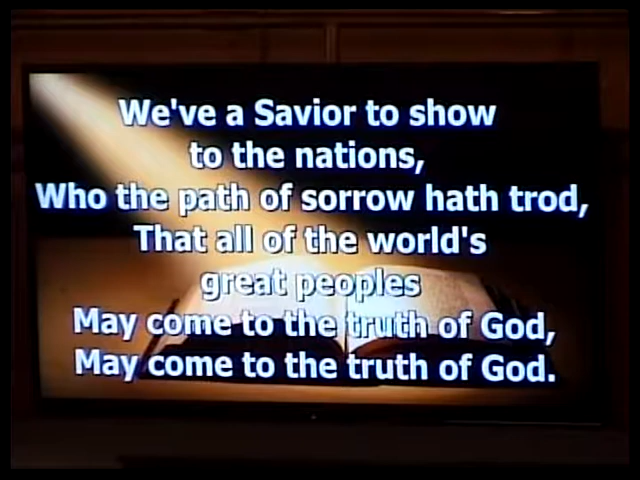 We've a Savior to show
to the nations,
Who the path of sorrow hath trod,
That all of the world's
great peoples
May come to the truth of God,
May come to the truth of God.